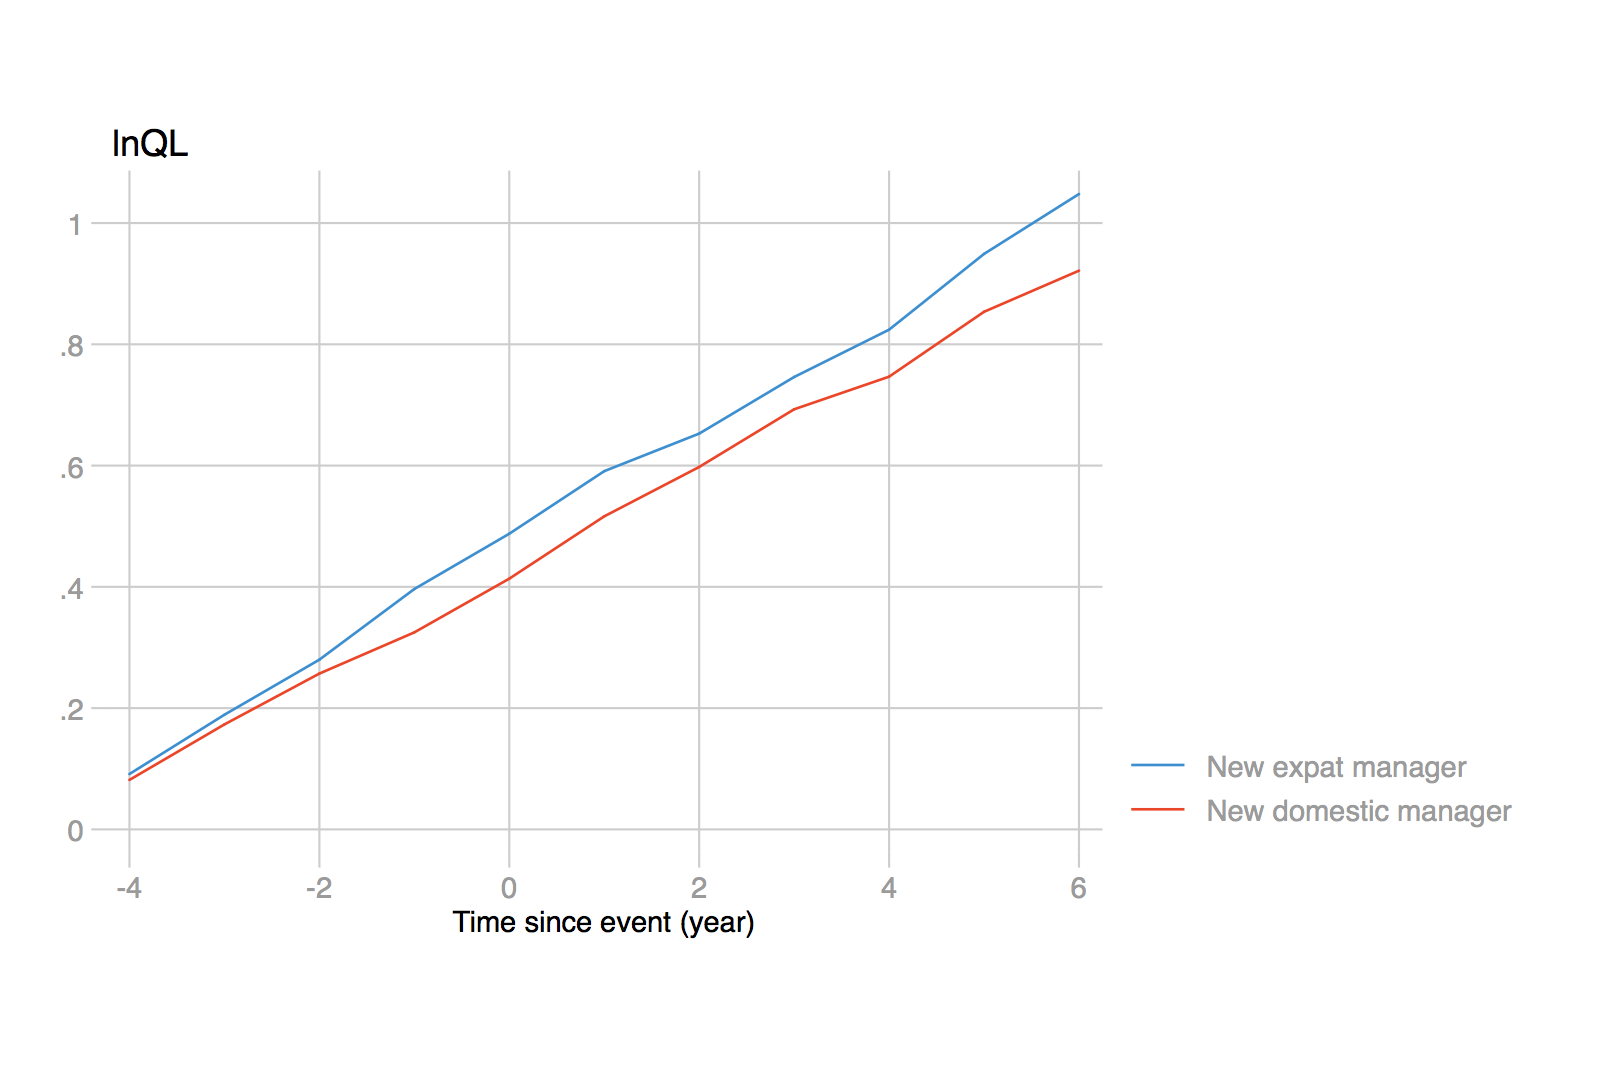 lnQL
1
.8
.6
.4
.2
0
-4 -2 0 2 4 6
Time since event (year)
New expat manager
New domestic manager